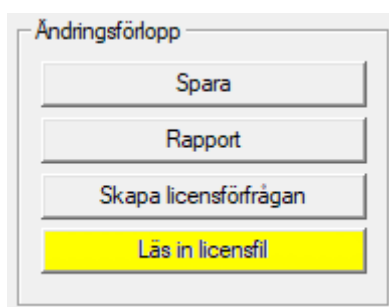 Ändringsförlopp
Spara
Rapport
Skapa licensförfrågan
Läs in licensfil